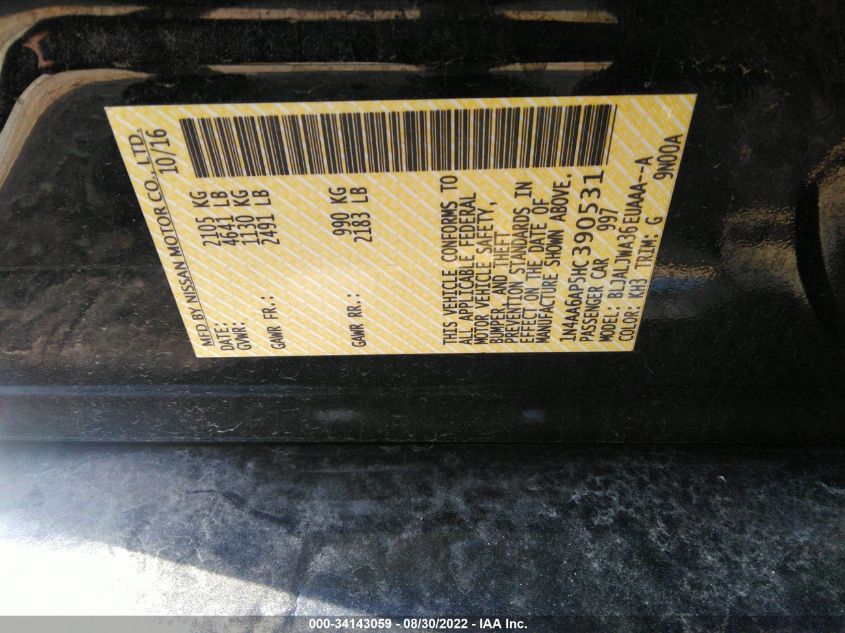 MFD BY NISSAN MOTOR CO., LTD.
DATE: 10/16
GVWR: 2105 KG
4641 LB
GAWR FR.: 1130 KG
2491 LB
GAWR RR.: 990 KG
2183 LB
THIS VEHICLE CONFORMS TO
ALL APPLICABLE FEDERAL
MOTOR VEHICLE SAFETY,
BUMPER, AND THEFT
PREVENTION STANDARDS IN
EFFECT ON THE DATE OF
MANUFACTURE SHOWN ABOVE.
1N4AA6AP5HC390531
PASSENGER CAR 997
MODEL: BLJALJWA36EUAAA--A
COLOR: KH3 TRIM: G 9N00A
000-34143059 - 08/30/2022 - IAA Inc.